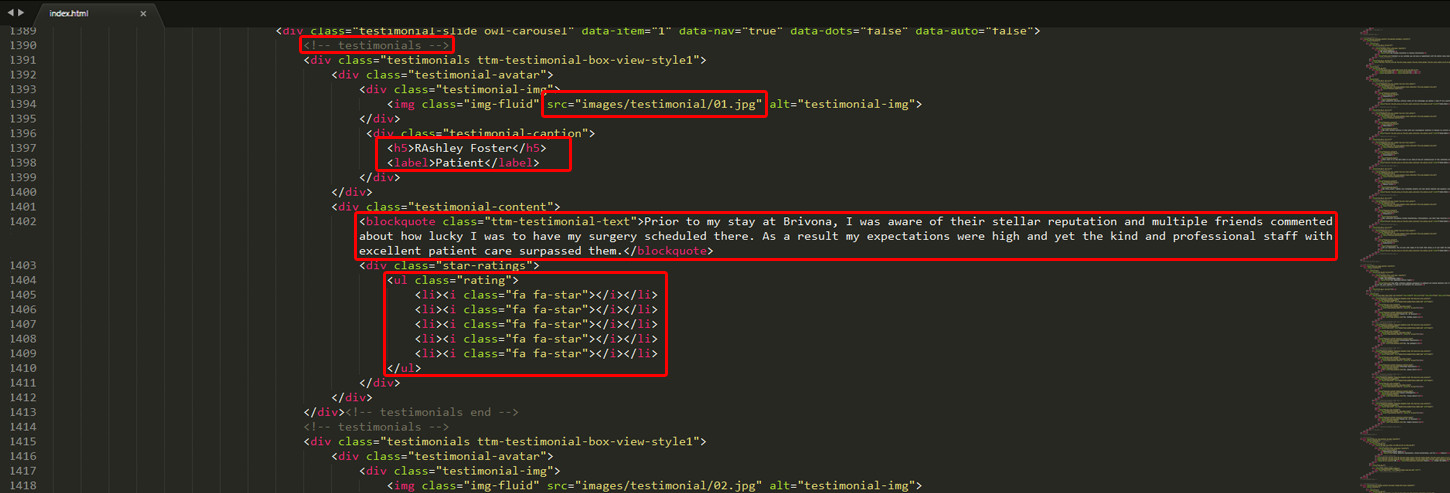 index.html ×
1389 <div class="testimonial-slide owl-carousel" data-item="1" data-nav="true" data-dots="false" data-auto="false">
1390 <!-- testimonials -->
1391 <div class="testimonials ttm-testimonial-box-view-style1">
1392 <div class="testimonial-avatar">
1393 <div class="testimonial-img">
1394 <img class="img-fluid" src="images/testimonial/01.jpg" alt="testimonial-img">
1395 </div>
1396 <div class="testimonial-caption">
1397 <h5>RAshley Foster</h5>
1398 <label>Patient</label>
1399 </div>
1400 </div>
1401 <div class="testimonial-content">
1402 <blockquote class="ttm-testimonial-text">Prior to my stay at Brivona, I was aware of their stellar reputation and multiple friends commented
about how lucky I was to have my surgery scheduled there. As a result my expectations were high and yet the kind and professional staff with
excellent patient care surpassed them.</blockquote>
1403 <div class="star-ratings">
1404 <ul class="rating">
1405 <li><i class="fa fa-star"></i></li>
1406 <li><i class="fa fa-star"></i></li>
1407 <li><i class="fa fa-star"></i></li>
1408 <li><i class="fa fa-star"></i></li>
1409 <li><i class="fa fa-star"></i></li>
1410 </ul>
1411 </div>
1412 </div>
1413 </div><!-- testimonials end -->
1414 <!-- testimonials -->
1415 <div class="testimonials ttm-testimonial-box-view-style1">
1416 <div class="testimonial-avatar">
1417 <div class="testimonial-img">
1418 <img class="img-fluid" src="images/testimonial/02.jpg" alt="testimonial-img">